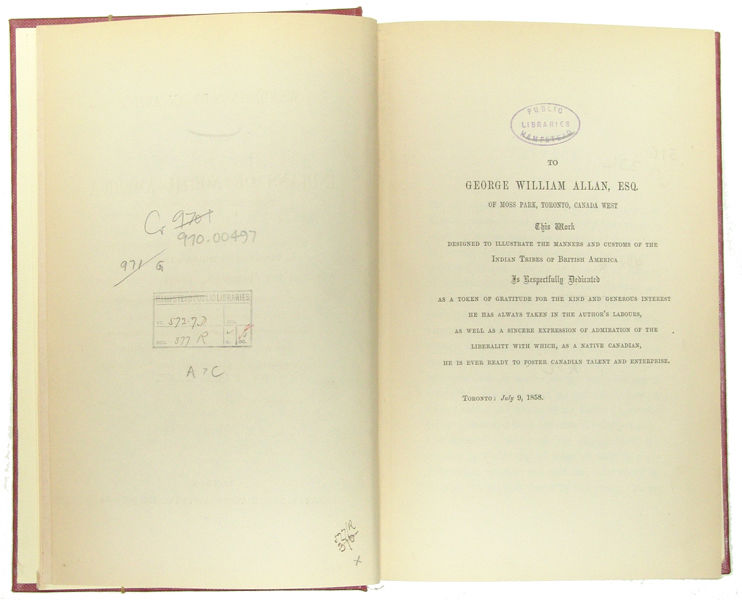 C 970
970.00497
971 G
HAMPSTEAD PUBLIC LIBRARIES
572.73
577 R
A>C
577R
PUBLIC
LIBRARIES
HAMPSTEAD
TO
GEORGE WILLIAM ALLAN, ESQ.
OF MOSS PARK, TORONTO, CANADA WEST
This Work
DESIGNED TO ILLUSTRATE THE MANNERS AND CUSTOMS OF THE
INDIAN TRIBES OF BRITISH AMERICA
Is Respectfully Dedicated
AS A TOKEN OF GRATITUDE FOR THE KIND AND GENEROUS INTEREST
HE HAS ALWAYS TAKEN IN THE AUTHOR'S LABOURS,
AS WELL AS A SINCERE EXPRESSION OF ADMIRATION OF THE
LIBERALITY WITH WHICH, AS A NATIVE CANADIAN,
HE IS EVER READY TO FOSTER CANADIAN TALENT AND ENTERPRISE.
TORONTO: July 9, 1858.